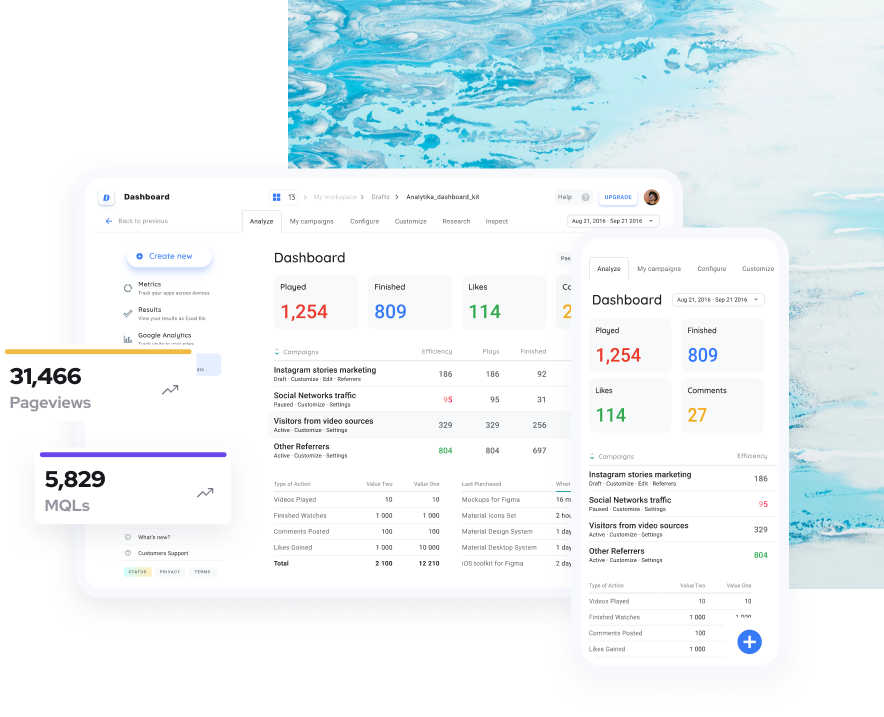 D Dashboard
13 > My workspace > Drafts > Analytika_dashboard_kit
Help ? UPGRADE
Back to previous
Analyze My campaigns Configure Customize Research Inspect
Aug 21, 2016 - Sep 21 2016
Create new
Metrics
Track your apps across devices
Results
View your results as Excel file
Google Analytics
31,466
Pageviews
5,829
MQLs
What's new?
Customers Support
STATUS PRIVACY TERMS
Dashboard
Played Finished Likes
1,254 809 114
Campaigns Efficiency Plays Finished
Instagram stories marketing 186 186 92
Draft · Customize · Edit · Referrers
Social Networks traffic 95 95 31
Paused · Customize · Settings
Visitors from video sources 329 329 256
Active · Customize · Settings
Other Referrers 804 804 697
Active · Customize · Settings
Type of Action Value Two Value One Last Purchased When
Videos Played 10 10 Mockups for Figma 16 m
Finished Watches 1 000 1 000 Material Icons Set 2 hou
Comments Posted 100 100 Material Design System 1 day
Likes Gained 1 000 10 000 Material Desktop System 1 day
Total 2 100 12 210 iOS toolkit for Figma 2 day
Analyze My campaigns Configure Customize
Dashboard Aug 21, 2016 - Sep 21 2016
Played Finished
1,254 809
Likes Comments
114 27
Campaigns Efficiency
Instagram stories marketing 186
Draft · Customize · Edit · Referrers
Social Networks traffic 95
Paused · Customize · Settings
Visitors from video sources 329
Active · Customize · Settings
Other Referrers 804
Active · Customize · Settings
Type of Action Value Two Value One
Videos Played 10 10
Finished Watches 1 000 1 000
Comments Posted 100
Likes Gained 1 000